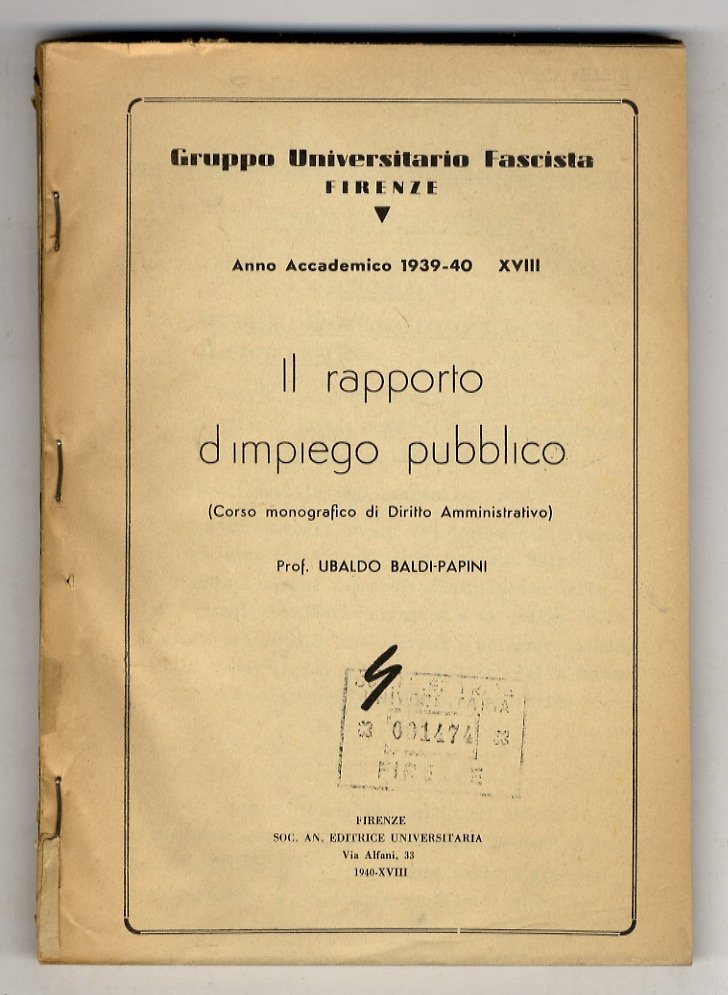 Gruppo Universitario Fascista
FIRENZE
Anno Accademico 1939-40 XVIII
Il rapporto
d impiego pubblico
(Corso monografico di Diritto Amministrativo)
Prof. UBALDO BALDI-PAPINI
001474
FIRENZE
SOC. AN. EDITRICE UNIVERSITARIA
Via Alfani, 33
1940-XVIII